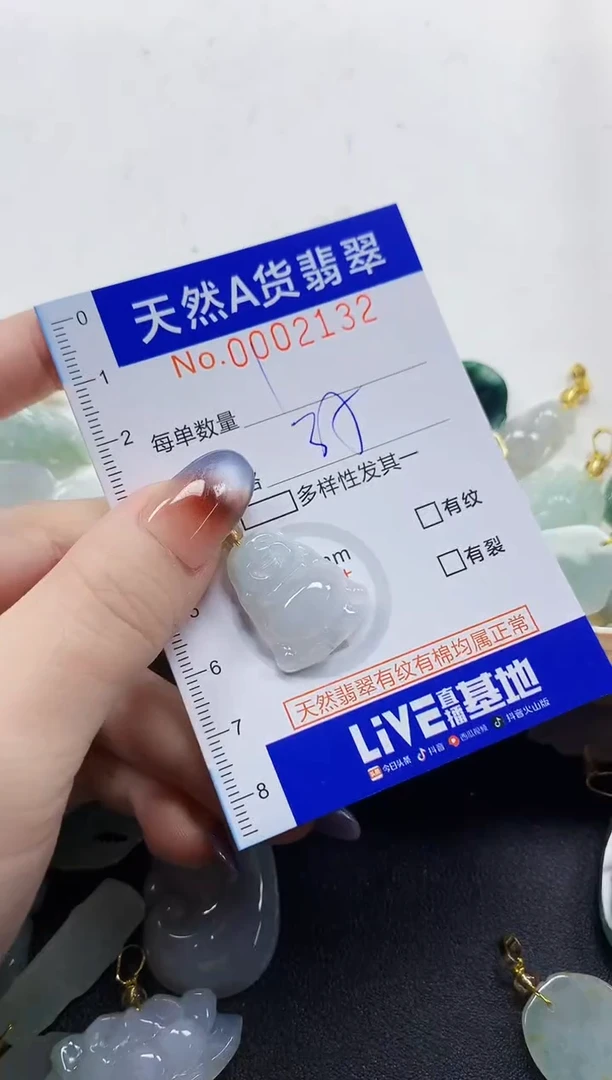 天然A货翡翠
No.0002132
每单数量
多样性发其一
有纹
有裂
天然翡翠有纹有棉均属正常
LiVE直播基地
今日头条 抖音 西瓜视频 抖音火山版
0
1
2
6
7
8